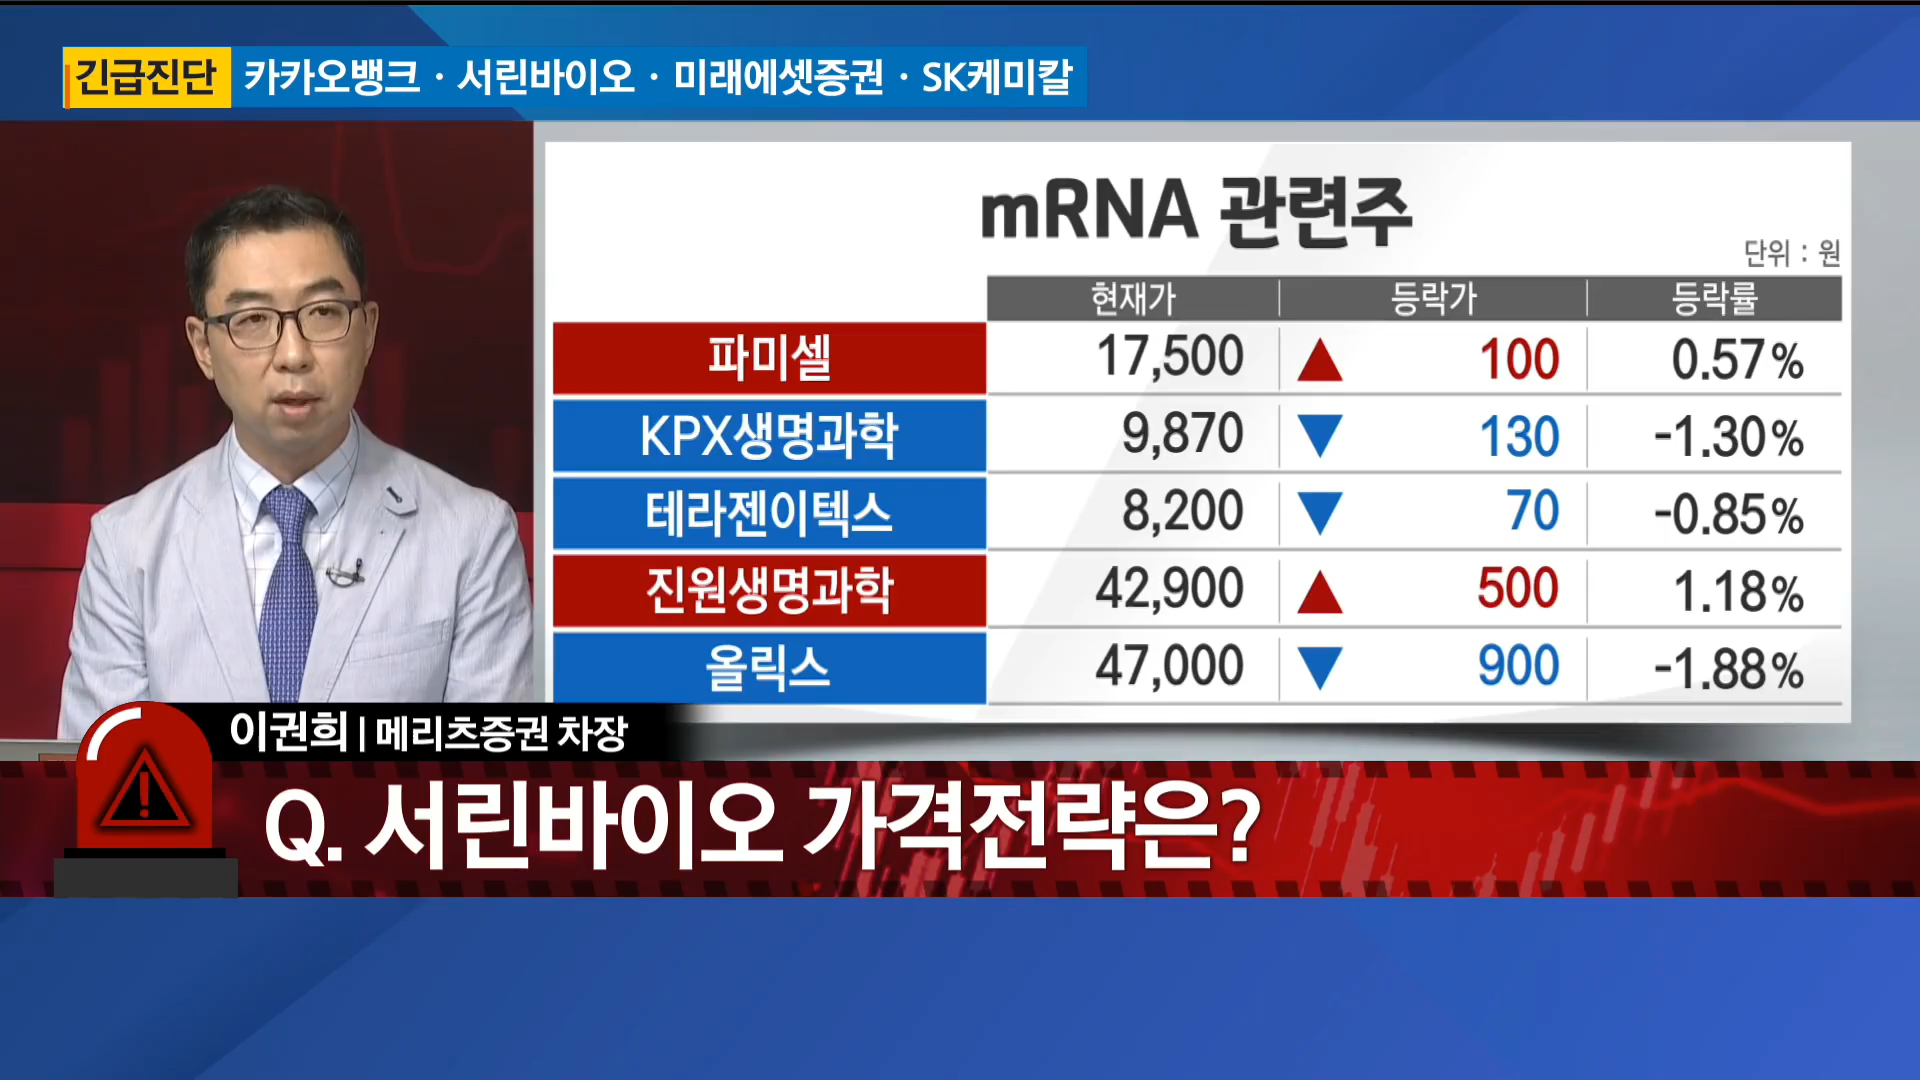 긴급진단 카카오뱅크 · 서린바이오 · 미래에셋증권 · SK케미칼
mRNA 관련주
단위 : 원
현재가 등락가 등락률
파미셀 17,500 ▲ 100 0.57%
KPX생명과학 9,870 ▼ 130 -1.30%
테라젠이텍스 8,200 ▼ 70 -0.85%
진원생명과학 42,900 ▲ 500 1.18%
올릭스 47,000 ▼ 900 -1.88%
이권희 | 메리츠증권 차장
Q. 서린바이오 가격전략은?